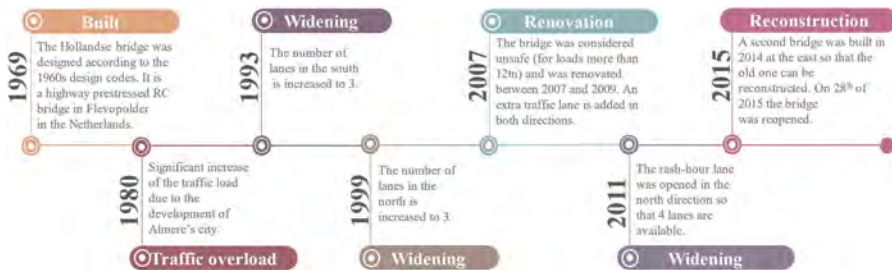 Built
1969
The Hollandse bridge was
designed according to the
1960s design codes. It is
a highway prestressed RC
bridge in Flevopolder
in the Netherlands.
1980
Significant increase
of the traffic load
due to the
development of
Almere's city.
Traffic overload
Widening
1993
The number of
lanes in the south
is increased to 3.
1999
The number of
lanes in the
north is
increased to 3.
Widening
Renovation
2007
The bridge was considered
unsafe (for loads more than
12tn) and was renovated
between 2007 and 2009. An
extra traffic lane is added in
both directions.
2011
The rash-hour lane
was opened in the
north direction so
that 4 lanes are
available.
Widening
Reconstruction
2015
A second bridge was built in
2014 at the east so that the
old one can be
reconstructed. On 28th of
2015 the bridge
was reopened.